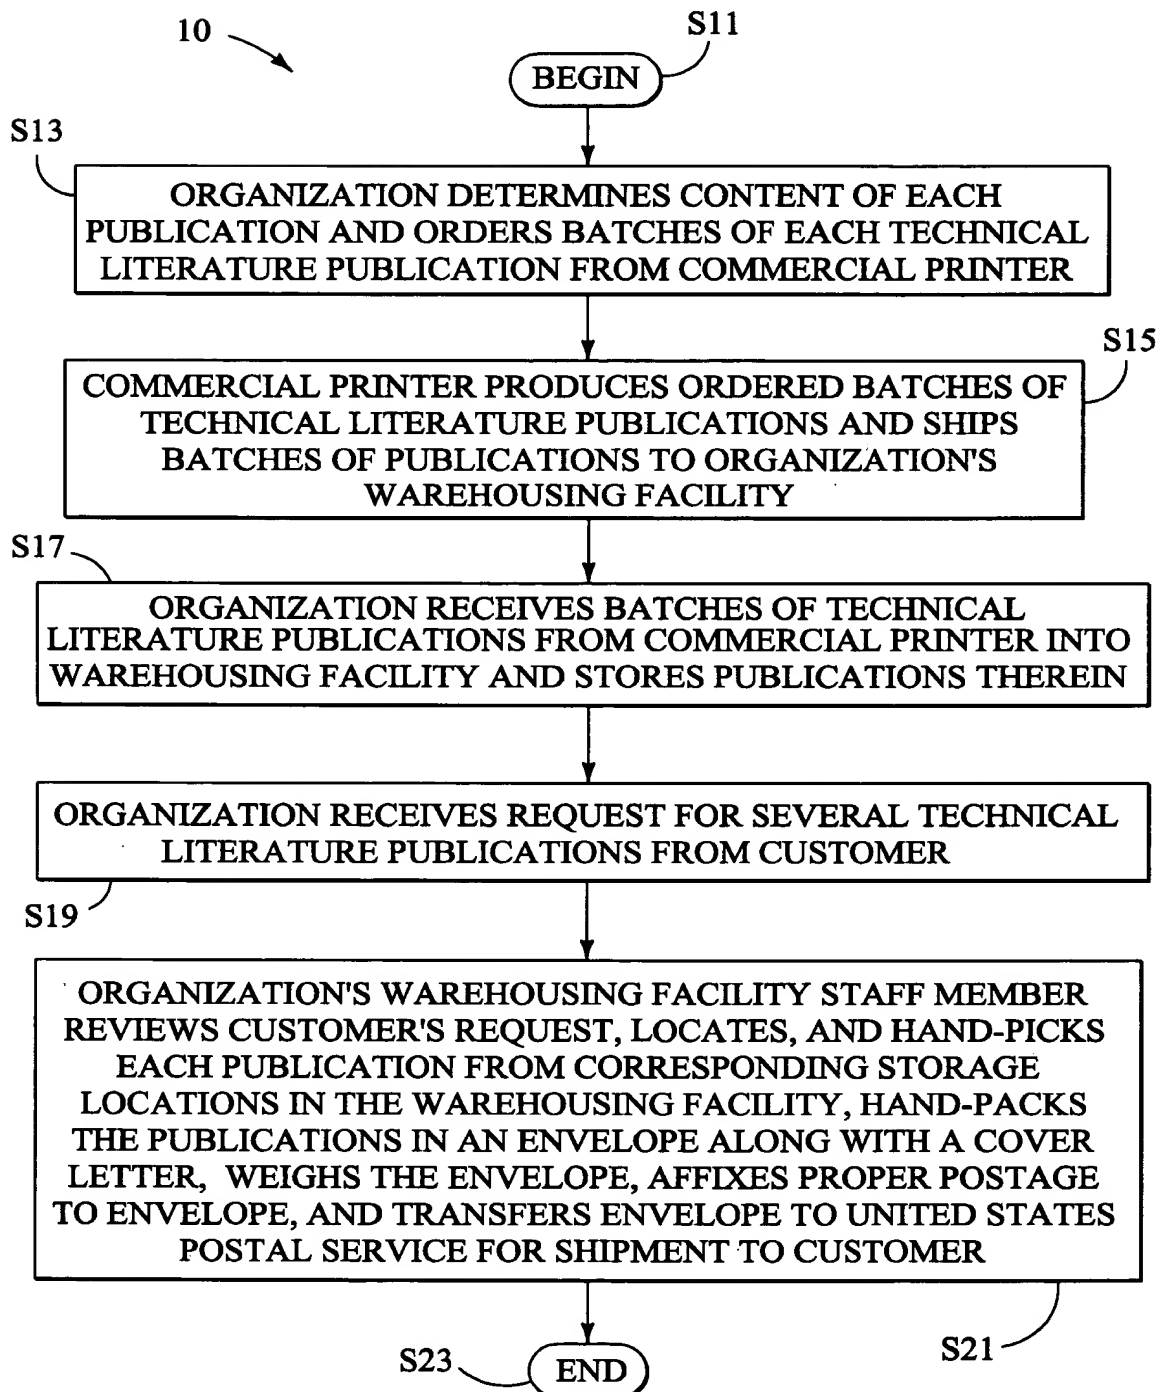 10
S11
BEGIN
S13
ORGANIZATION DETERMINES CONTENT OF EACH
PUBLICATION AND ORDERS BATCHES OF EACH TECHNICAL
LITERATURE PUBLICATION FROM COMMERCIAL PRINTER
S15
COMMERCIAL PRINTER PRODUCES ORDERED BATCHES OF
TECHNICAL LITERATURE PUBLICATIONS AND SHIPS
BATCHES OF PUBLICATIONS TO ORGANIZATION'S
WAREHOUSING FACILITY
S17
ORGANIZATION RECEIVES BATCHES OF TECHNICAL
LITERATURE PUBLICATIONS FROM COMMERCIAL PRINTER INTO
WAREHOUSING FACILITY AND STORES PUBLICATIONS THEREIN
ORGANIZATION RECEIVES REQUEST FOR SEVERAL TECHNICAL
LITERATURE PUBLICATIONS FROM CUSTOMER
S19
ORGANIZATION'S WAREHOUSING FACILITY STAFF MEMBER
REVIEWS CUSTOMER'S REQUEST, LOCATES, AND HAND-PICKS
EACH PUBLICATION FROM CORRESPONDING STORAGE
LOCATIONS IN THE WAREHOUSING FACILITY, HAND-PACKS
THE PUBLICATIONS IN AN ENVELOPE ALONG WITH A COVER
LETTER, WEIGHS THE ENVELOPE, AFFIXES PROPER POSTAGE
TO ENVELOPE, AND TRANSFERS ENVELOPE TO UNITED STATES
POSTAL SERVICE FOR SHIPMENT TO CUSTOMER
S21
S23
END